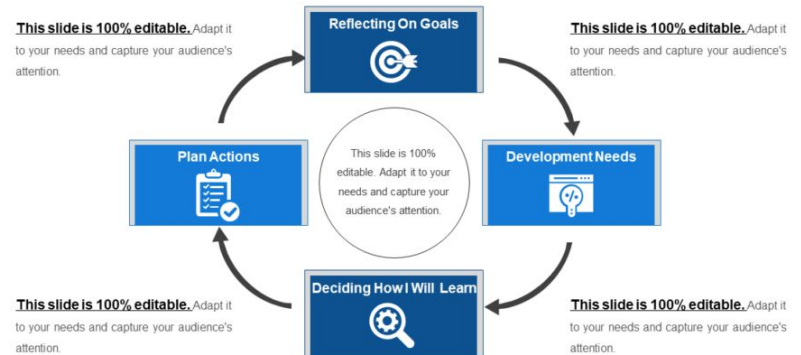 Reflecting On Goals
This slide is 100% editable. Adapt it
to your needs and capture your audience's
attention.
This slide is 100% editable. Adapt it
to your needs and capture your audience's
attention.
Plan Actions
This slide is 100%
editable. Adapt it to your
needs and capture your
audience's attention.
Development Needs
Deciding How I Will Learn
This slide is 100% editable. Adapt it
to your needs and capture your audience's
attention.
This slide is 100% editable. Adapt it
to your needs and capture your audience's
attention.